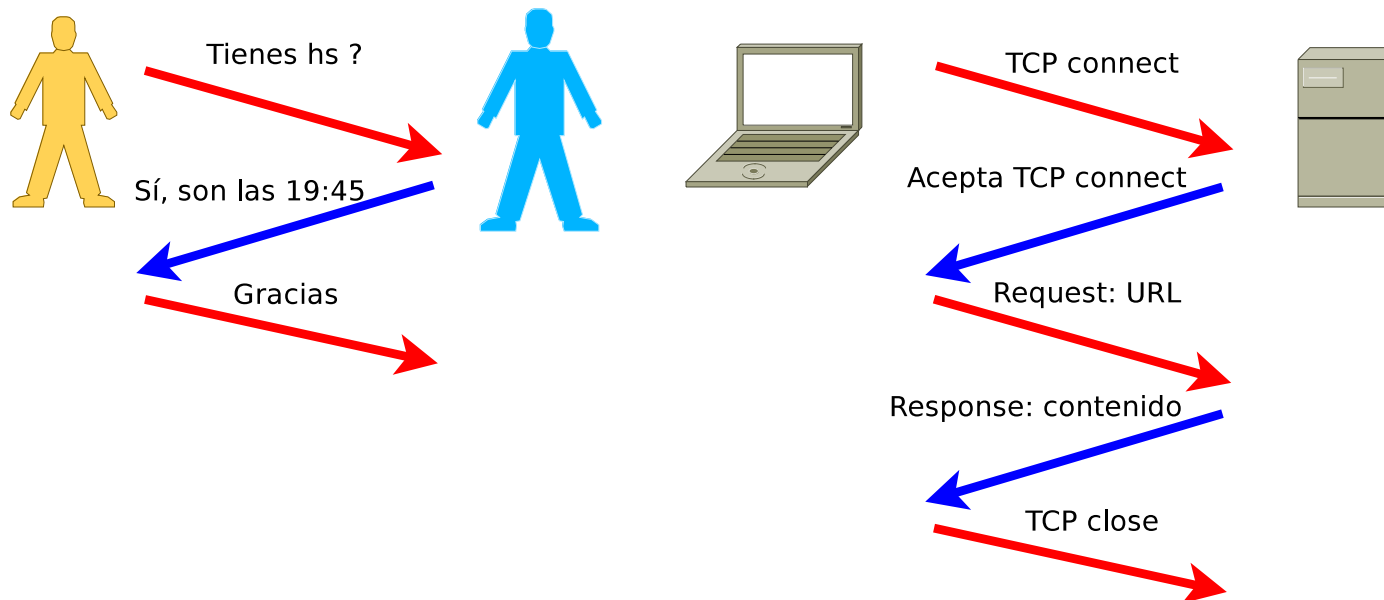 Tienes hs ?
Sí, son las 19:45
Gracias
TCP connect
Acepta TCP connect
Request: URL
Response: contenido
TCP close